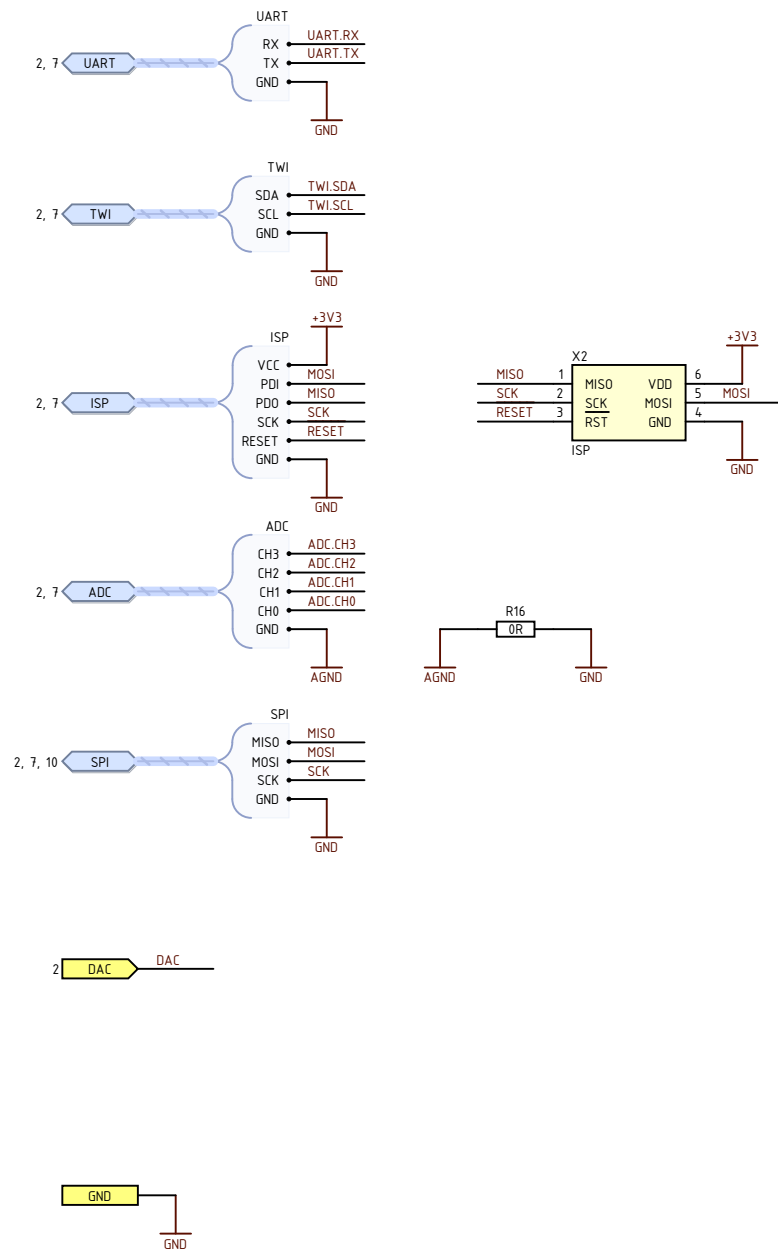 UART
RX UART.RX
2, 7 UART TX UART.TX
GND
GND
TWI
SDA TWI.SDA
2, 7 TWI SCL TWI.SCL
GND
GND
+3V3
ISP
VCC
PDI MOSI
2, 7 ISP PDO MISO
SCK SCK
RESET RESET
GND
GND
+3V3
X2
MISO 1 MISO VDD 6
SCK 2 SCK MOSI 5 MOSI
RESET 3 RST GND 4
ISP
GND
ADC
CH3 ADC.CH3
CH2 ADC.CH2
2, 7 ADC CH1 ADC.CH1
CH0 ADC.CH0
GND
AGND
R16
0R
AGND GND
SPI
MISO MISO
2, 7, 10 SPI MOSI MOSI
SCK SCK
GND
GND
2 DAC DAC
GND
GND